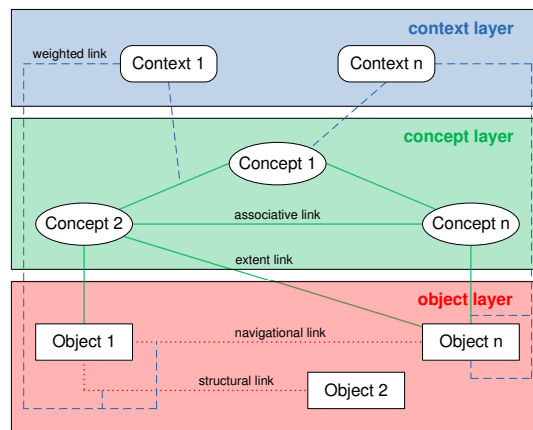 context layer
weighted link
Context 1
Context n
concept layer
Concept 1
Concept 2
associative link
Concept n
extent link
object layer
Object 1
navigational link
Object n
structural link
Object 2